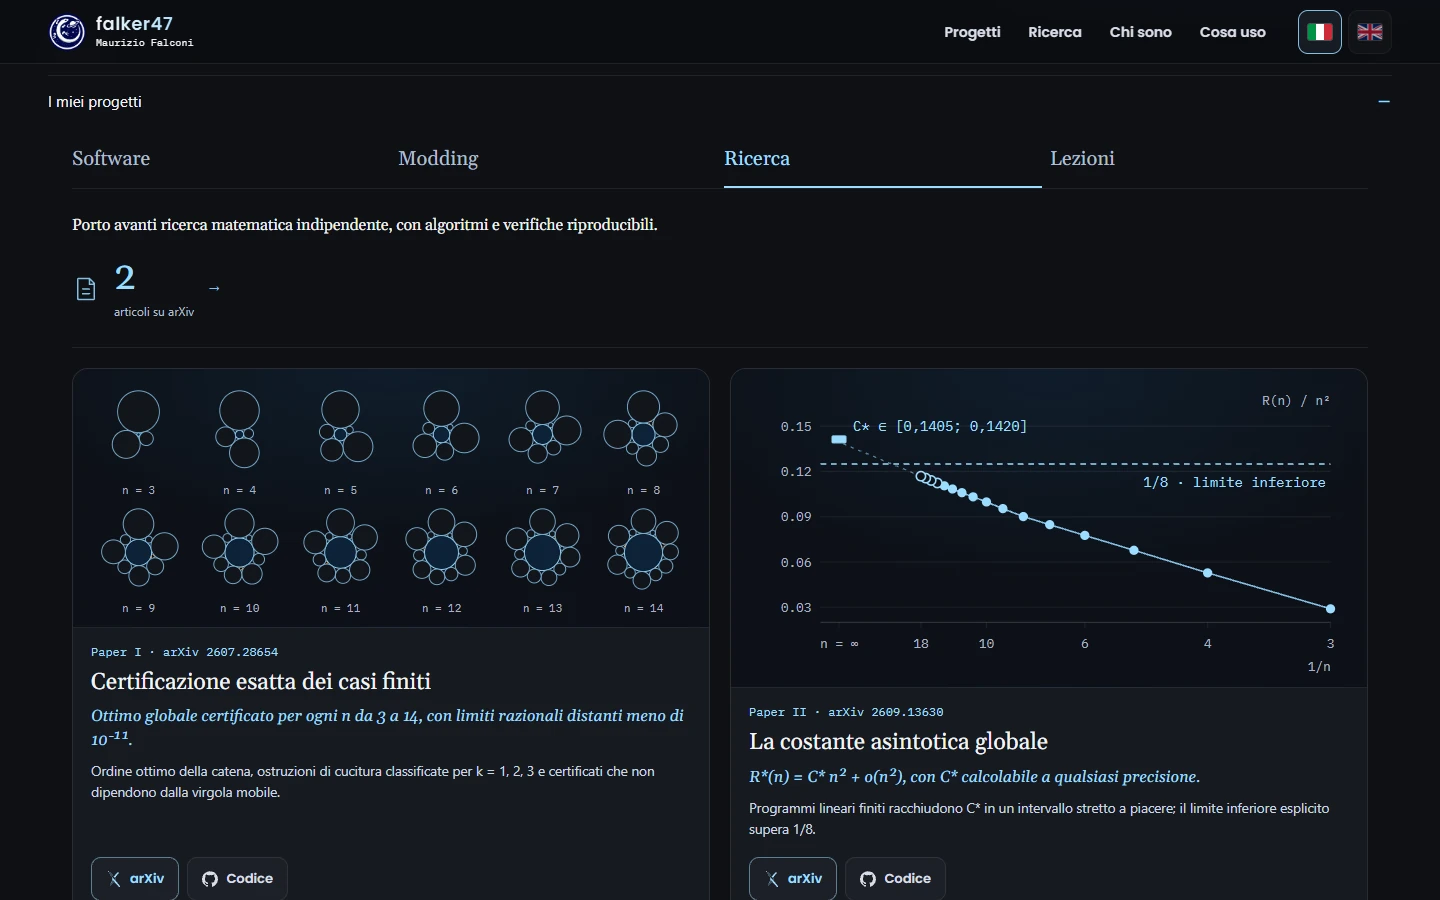 falker47
Maurizio Falconi
Progetti
Ricerca
Chi sono
Cosa uso
I miei progetti
−
Software
Modding
Ricerca
Lezioni
Porto avanti ricerca matematica indipendente, con algoritmi e verifiche riproducibili.
2
→
articoli su arXiv
n = 3
n = 4
n = 5
n = 6
n = 7
n = 8
n = 9
n = 10
n = 11
n = 12
n = 13
n = 14
Paper I · arXiv 2607.28654
Certificazione esatta dei casi finiti
Ottimo globale certificato per ogni n da 3 a 14, con limiti razionali distanti meno di
10⁻¹¹.
Ordine ottimo della catena, ostruzioni di cucitura classificate per k = 1, 2, 3 e certificati che non
dipendono dalla virgola mobile.
arXiv
Codice
R(n) / n²
0.15
C★ ∈ [0,1405; 0,1420]
0.12
1/8 · limite inferiore
0.09
0.06
0.03
n = ∞
18
10
6
4
3
1/n
Paper II · arXiv 2609.13630
La costante asintotica globale
R*(n) = C* n² + o(n²), con C* calcolabile a qualsiasi precisione.
Programmi lineari finiti racchiudono C* in un intervallo stretto a piacere; il limite inferiore esplicito
supera 1/8.
arXiv
Codice